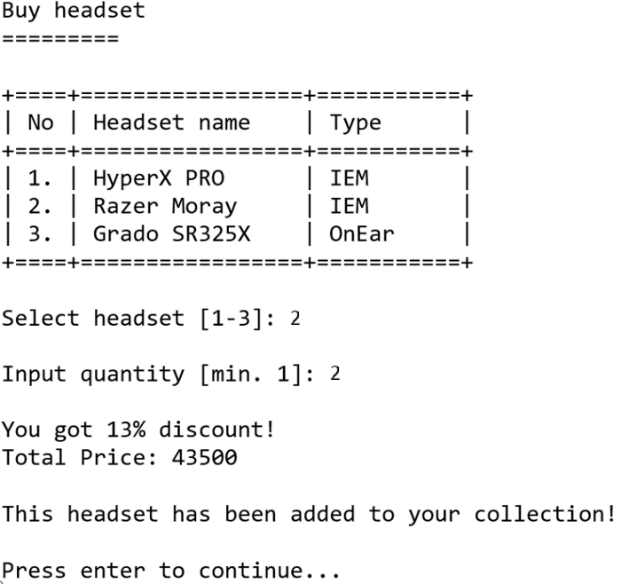 Buy headset
=========
+====+=================+===========+
| No | Headset name    | Type      |
+====+=================+===========+
| 1. | HyperX PRO      | IEM       |
| 2. | Razer Moray     | IEM       |
| 3. | Grado SR325X    | OnEar     |
+====+=================+===========+
Select headset [1-3]: 2
Input quantity [min. 1]: 2
You got 13% discount!
Total Price: 43500
This headset has been added to your collection!
Press enter to continue...